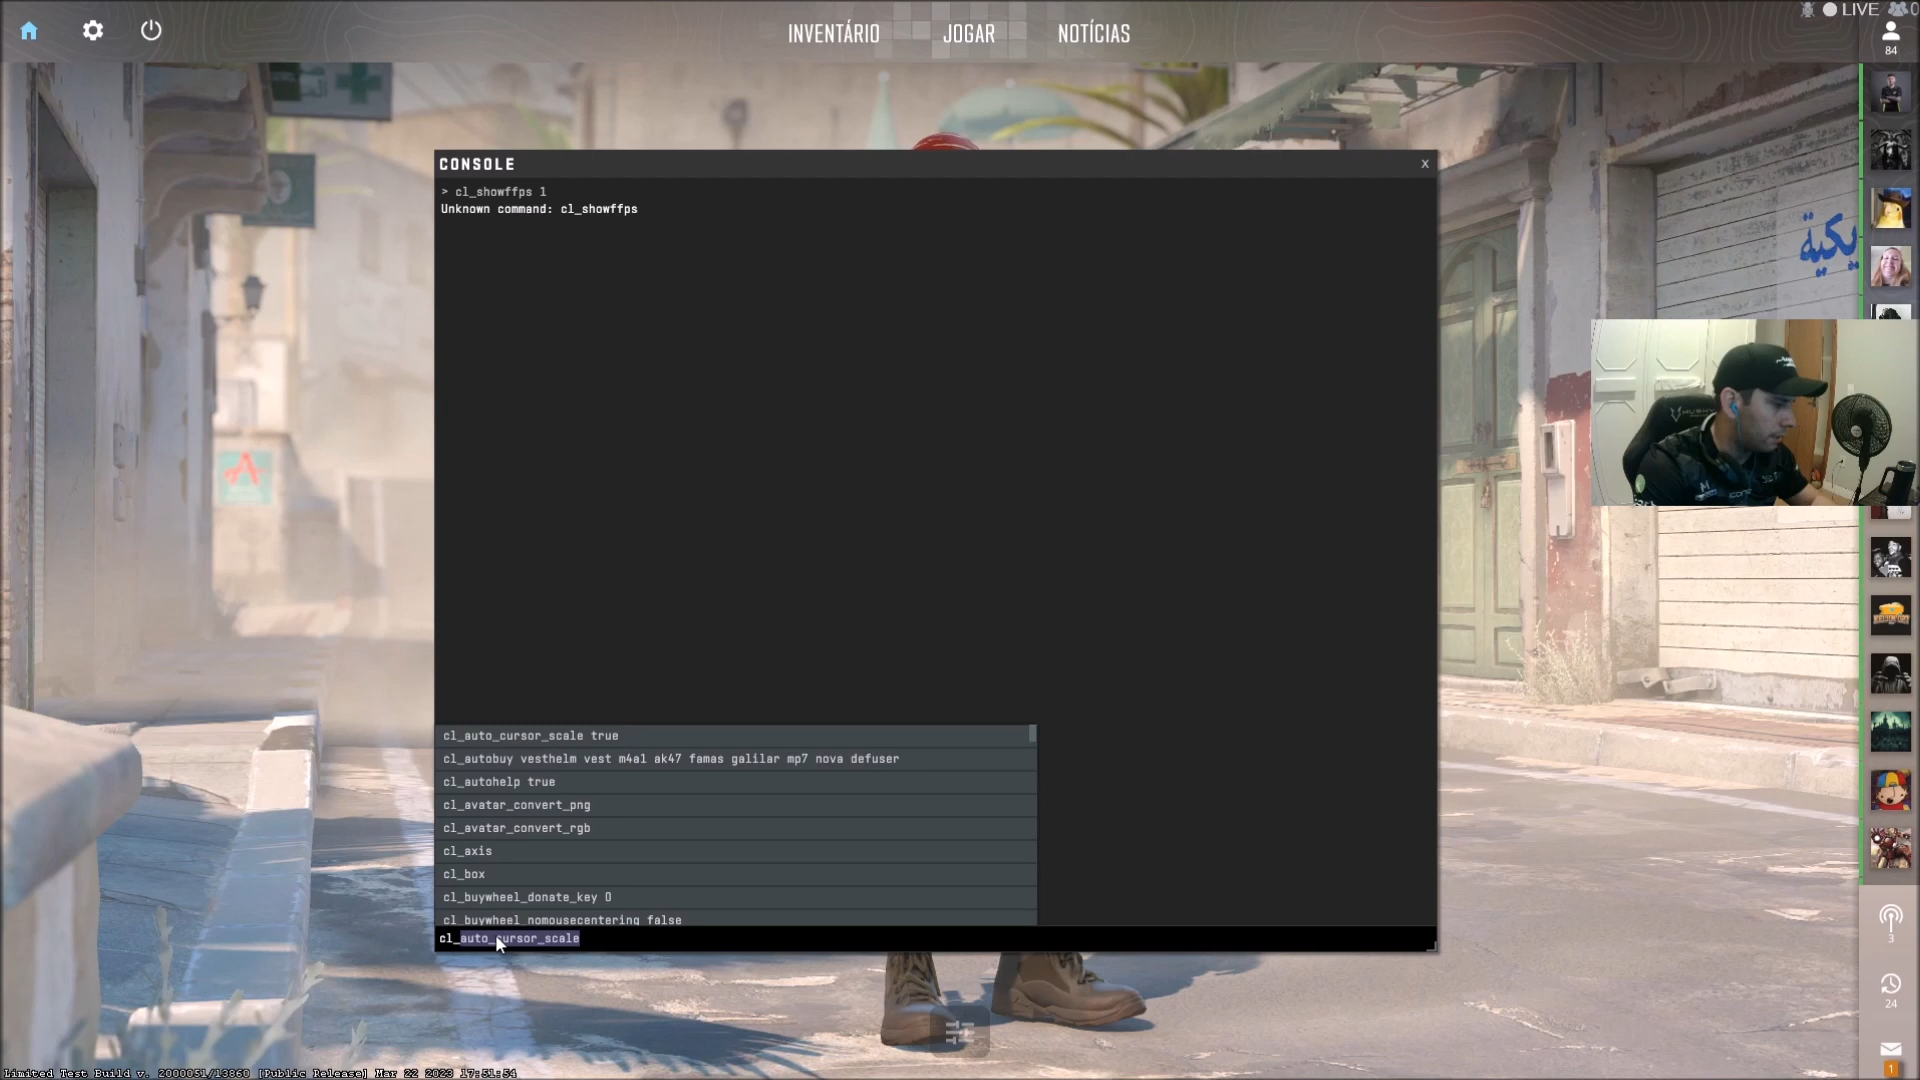 LIVE 0
INVENTÁRIO JOGAR NOTÍCIAS
84
CONSOLE X
> cl_showffps 1
Unknown command: cl_showffps
يكية
cl_auto_cursor_scale true
cl_autobuy vesthelm vest m4a1 ak47 famas galilar mp7 nova defuser
cl_autohelp true
cl_avatar_convert_png
cl_avatar_convert_rgb
cl_axis
cl_box
cl_buywheel_donate_key 0
cl_buywheel_nomousecentering false
cl_auto_cursor_scale
3
24
1
Limited Test Build v. 2000051/13860 [Public Release] Mar 22 2023 17:51:54